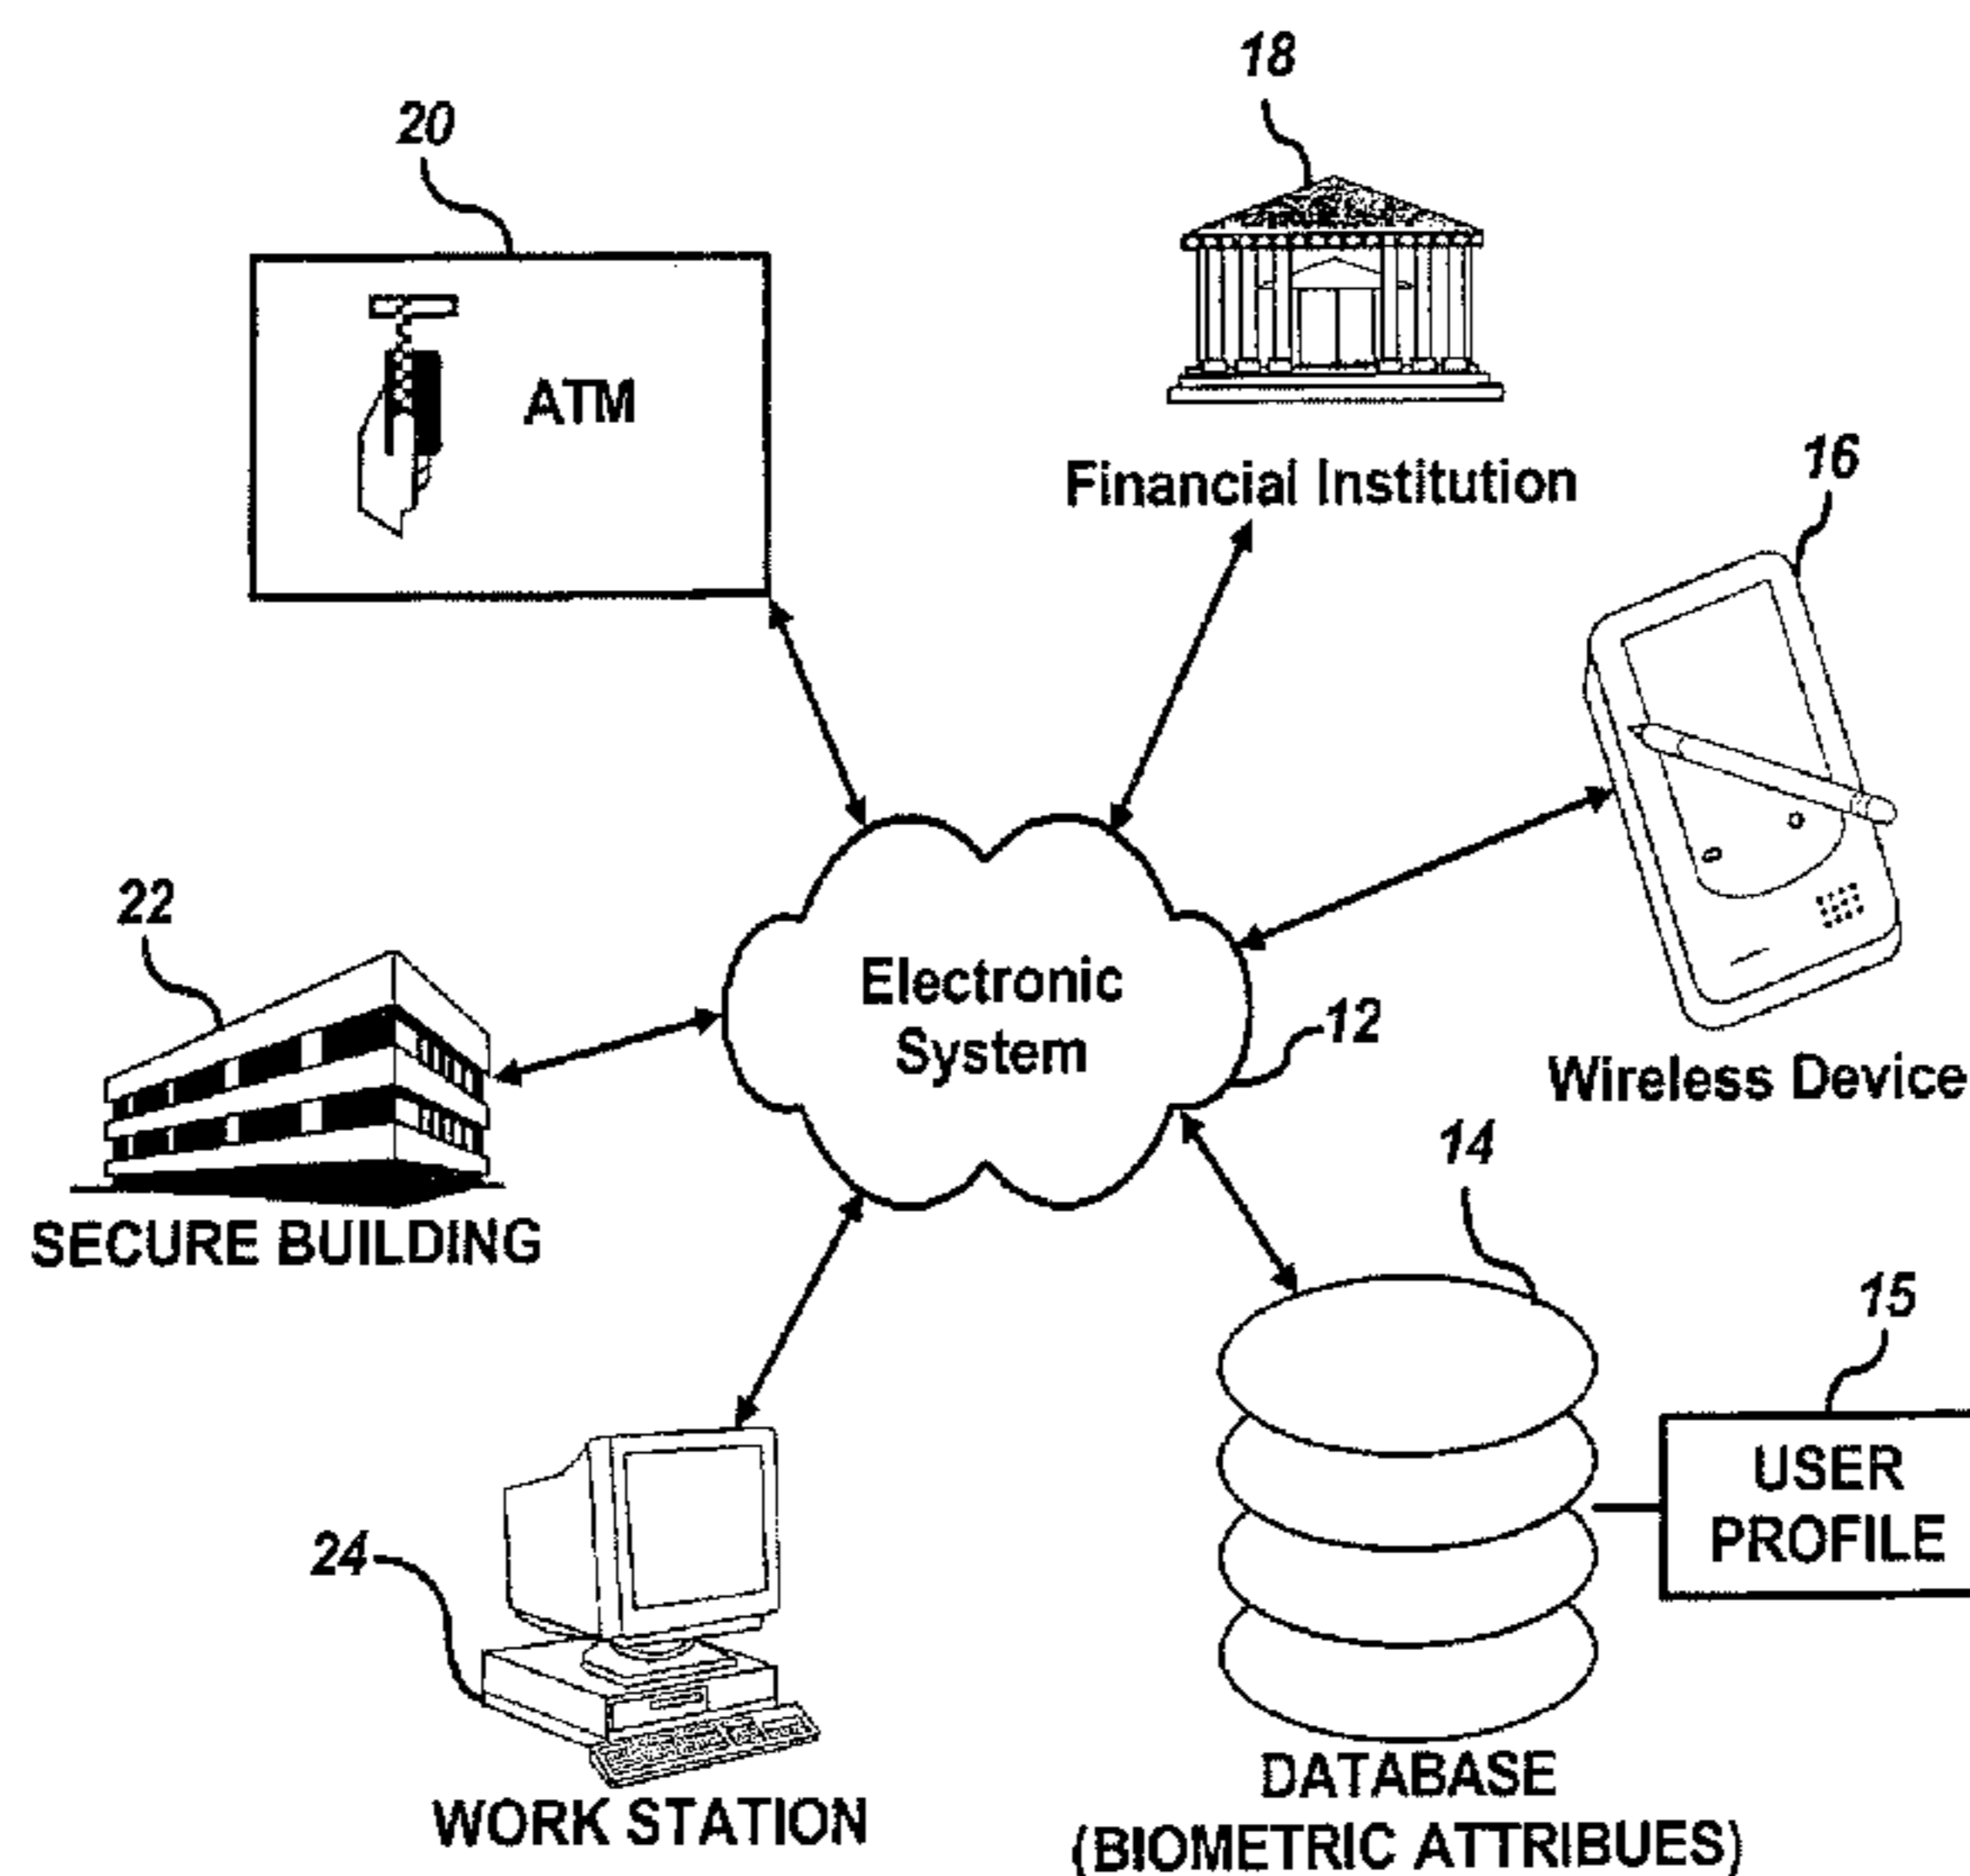 18
20
ATM
Financial Institution
16
22
Electronic
System
12
Wireless Device
14
SECURE BUILDING
15
USER
PROFILE
24
WORK STATION
DATABASE
(BIOMETRIC ATTRIBUES)